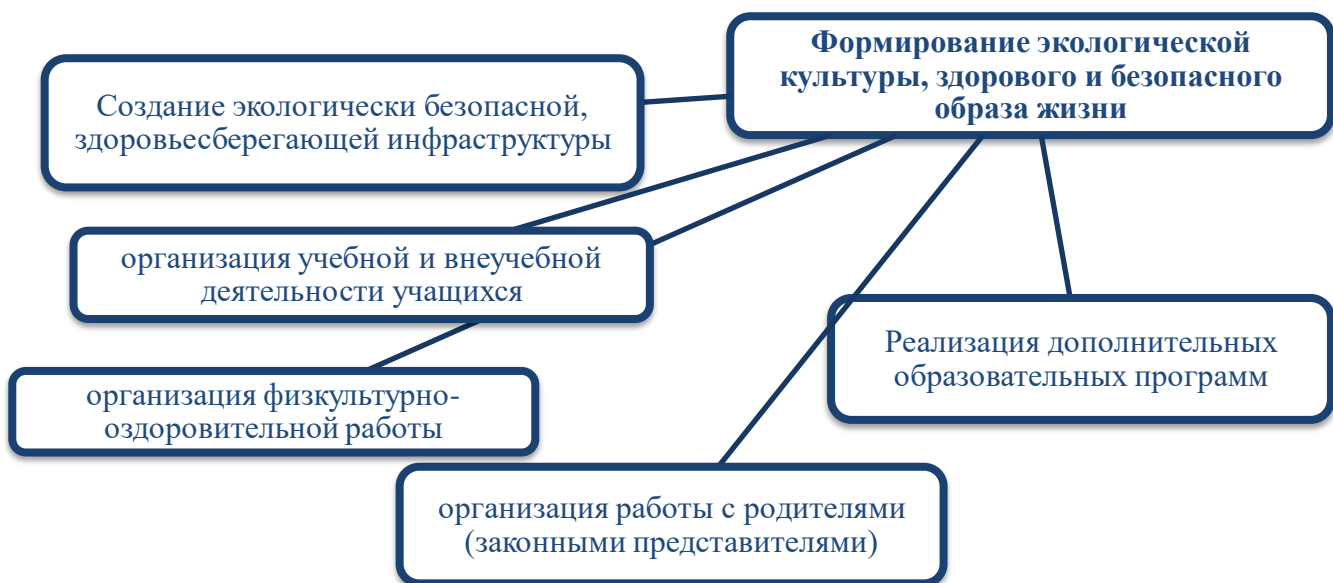 Формирование экологической
культуры, здорового и безопасного
образа жизни
Создание экологически безопасной,
здоровьесберегающей инфраструктуры
организация учебной и внеучебной
деятельности учащихся
организация физкультурно-
оздоровительной работы
организация работы с родителями
(законными представителями)
Реализация дополнительных
образовательных программ